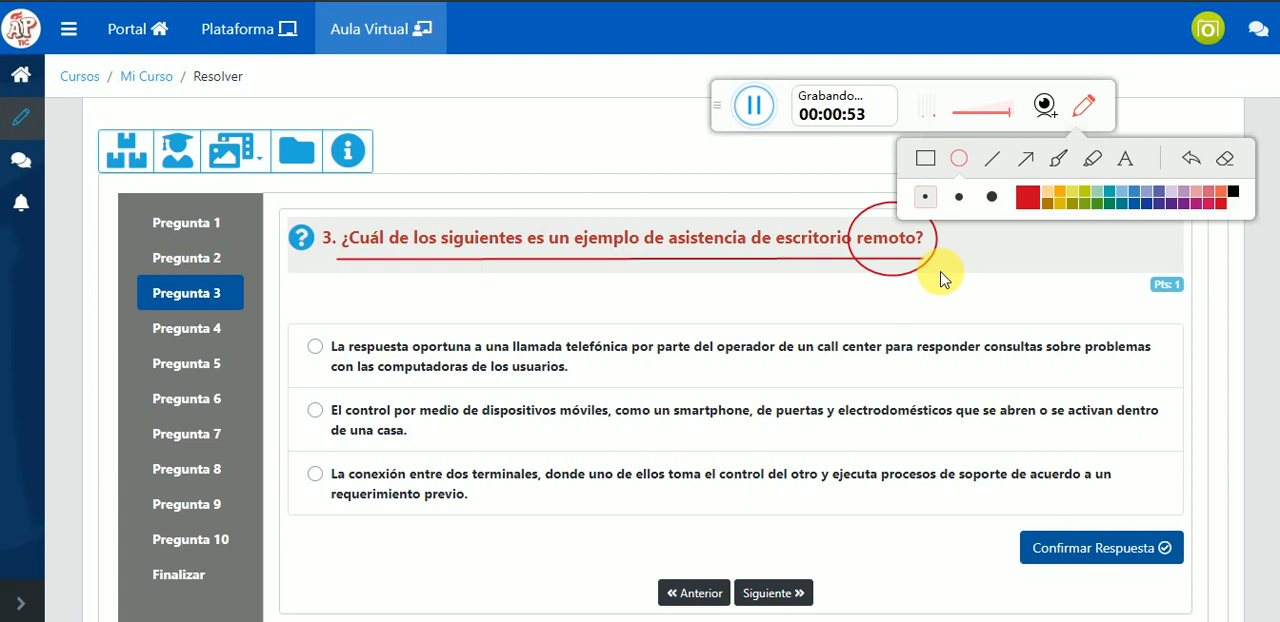 AP
TIC
Portal
Plataforma
Aula Virtual
Cursos / Mi Curso / Resolver
Grabando...
00:00:53
A
Pregunta 1
Pregunta 2
Pregunta 3
Pregunta 4
Pregunta 5
Pregunta 6
Pregunta 7
Pregunta 8
Pregunta 9
Pregunta 10
Finalizar
3. ¿Cuál de los siguientes es un ejemplo de asistencia de escritorio remoto?
Pts: 1
La respuesta oportuna a una llamada telefónica por parte del operador de un call center para responder consultas sobre problemas
con las computadoras de los usuarios.
El control por medio de dispositivos móviles, como un smartphone, de puertas y electrodomésticos que se abren o se activan dentro
de una casa.
La conexión entre dos terminales, donde uno de ellos toma el control del otro y ejecuta procesos de soporte de acuerdo a un
requerimiento previo.
Confirmar Respuesta
Anterior
Siguiente